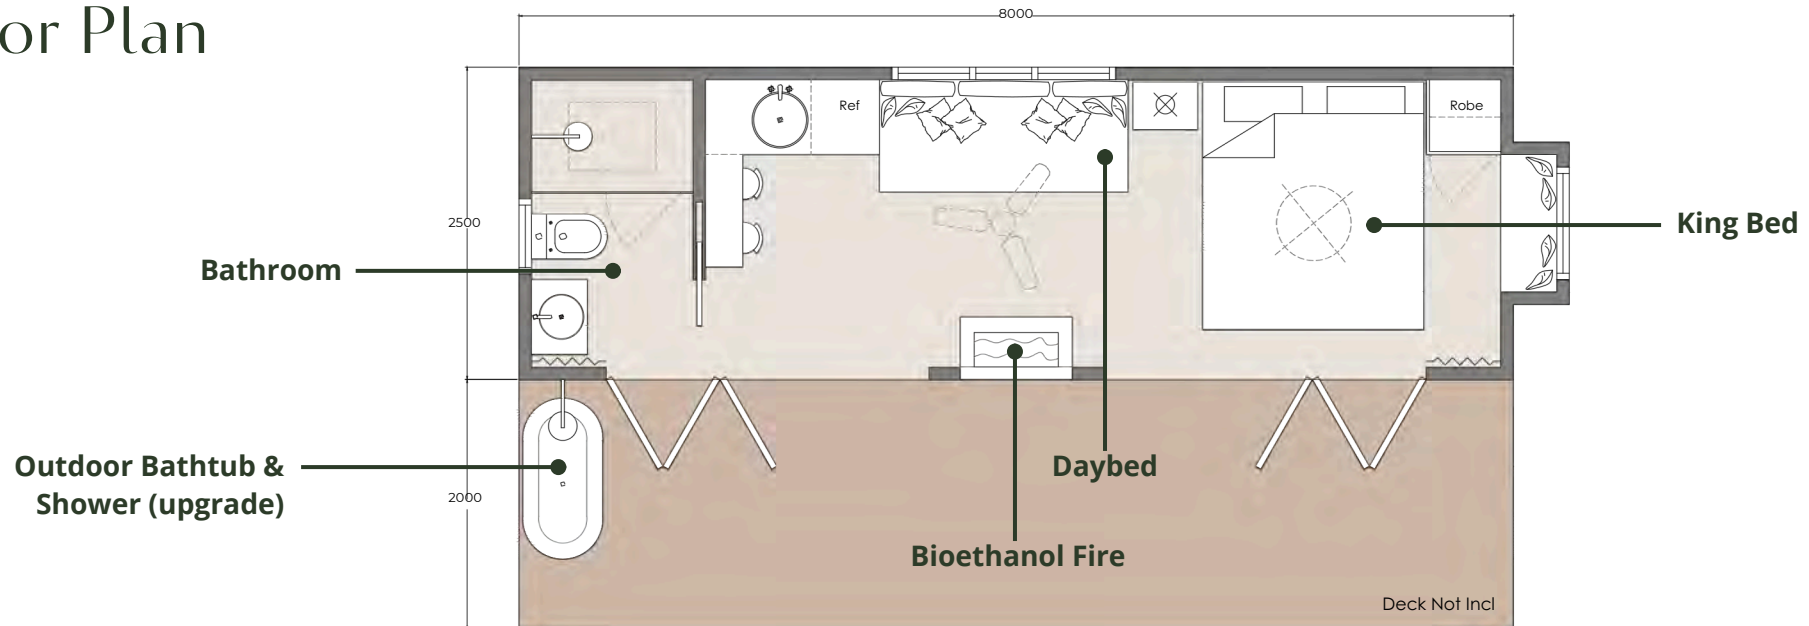 or Plan
8000
Ref
Robe
2500
King Bed
Bathroom
Outdoor Bathtub &
Shower (upgrade)
Daybed
2000
Bioethanol Fire
Deck Not Incl